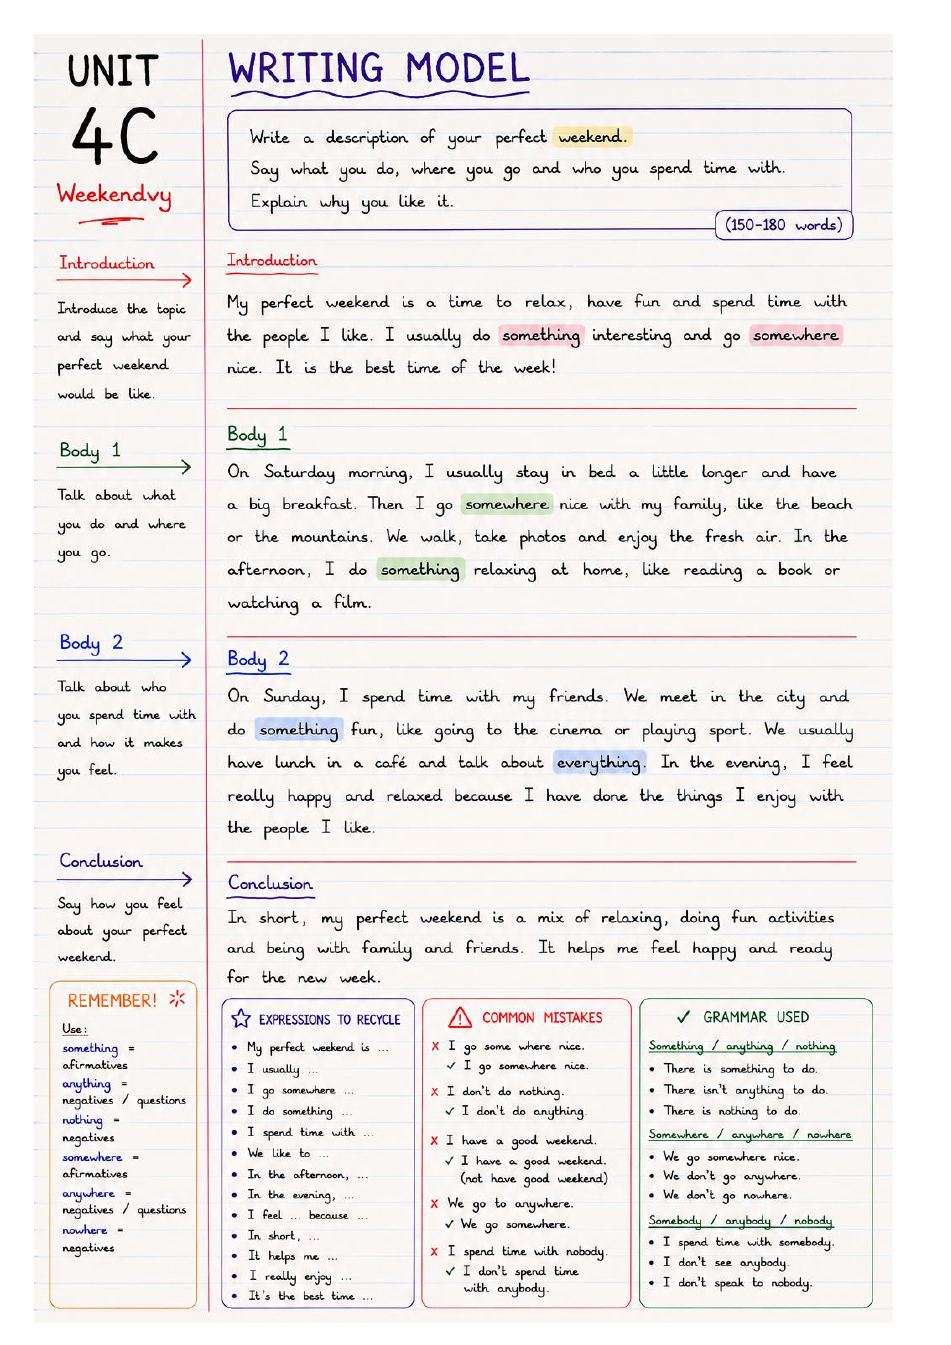 UNIT
4C
Weekendvy
WRITING MODEL
Write a description of your perfect weekend.
Say what you do, where you go and who you spend time with.
Explain why you like it.
(150-180 words)
Introduction
Introduce the topic
and say what your
perfect weekend
would be like.
Introduction
My perfect weekend is a time to relax, have fun and spend time with
the people I like. I usually do something interesting and go somewhere
nice. It is the best time of the week!
Body 1
Talk about what
you do and where
you go.
Body 1
On Saturday morning, I usually stay in bed a little longer and have
a big breakfast. Then I go somewhere nice with my family, like the beach
or the mountains. We walk, take photos and enjoy the fresh air. In the
afternoon, I do something relaxing at home, like reading a book or
watching a film.
Body 2
Talk about who
you spend time with
and how it makes
you feel.
Body 2
On Sunday, I spend time with my friends. We meet in the city and
do something fun, like going to the cinema or playing sport. We usually
have lunch in a café and talk about everything. In the evening, I feel
really happy and relaxed because I have done the things I enjoy with
the people I like.
Conclusion
Say how you feel
about your perfect
weekend.
Conclusion
In short, my perfect weekend is a mix of relaxing, doing fun activities
and being with family and friends. It helps me feel happy and ready
for the new week.
REMEMBER!
Use:
something =
afirmatives
anything =
negatives / questions
nothing =
negatives
somewhere =
afirmatives
anywhere =
negatives / questions
nowhere =
negatives
EXPRESSIONS TO RECYCLE
• My perfect weekend is ...
• I usually ...
• I go somewhere ...
• I do something ...
• I spend time with ...
• We like to ...
• In the afternoon, ...
• In the evening, ...
• I feel ... because ...
• In short, ...
• It helps me ...
• I really enjoy ...
• It's the best time ...
COMMON MISTAKES
✗ I go some where nice.
✓ I go somewhere nice.
✗ I don't do nothing.
✓ I don't do anything.
✗ I have a good weekend.
✓ I have a good weekend.
(not have good weekend)
✗ We go to anywhere.
✓ We go somewhere.
✗ I spend time with nobody.
✓ I don't spend time
with anybody.
✓ GRAMMAR USED
Something / anything / nothing
• There is something to do.
• There isn't anything to do.
• There is nothing to do.
Somewhere / anywhere / nowhere
• We go somewhere nice.
• We don't go anywhere.
• We don't go nowhere.
Somebody / anybody / nobody
• I spend time with somebody.
• I don't see anybody.
• I don't speak to nobody.